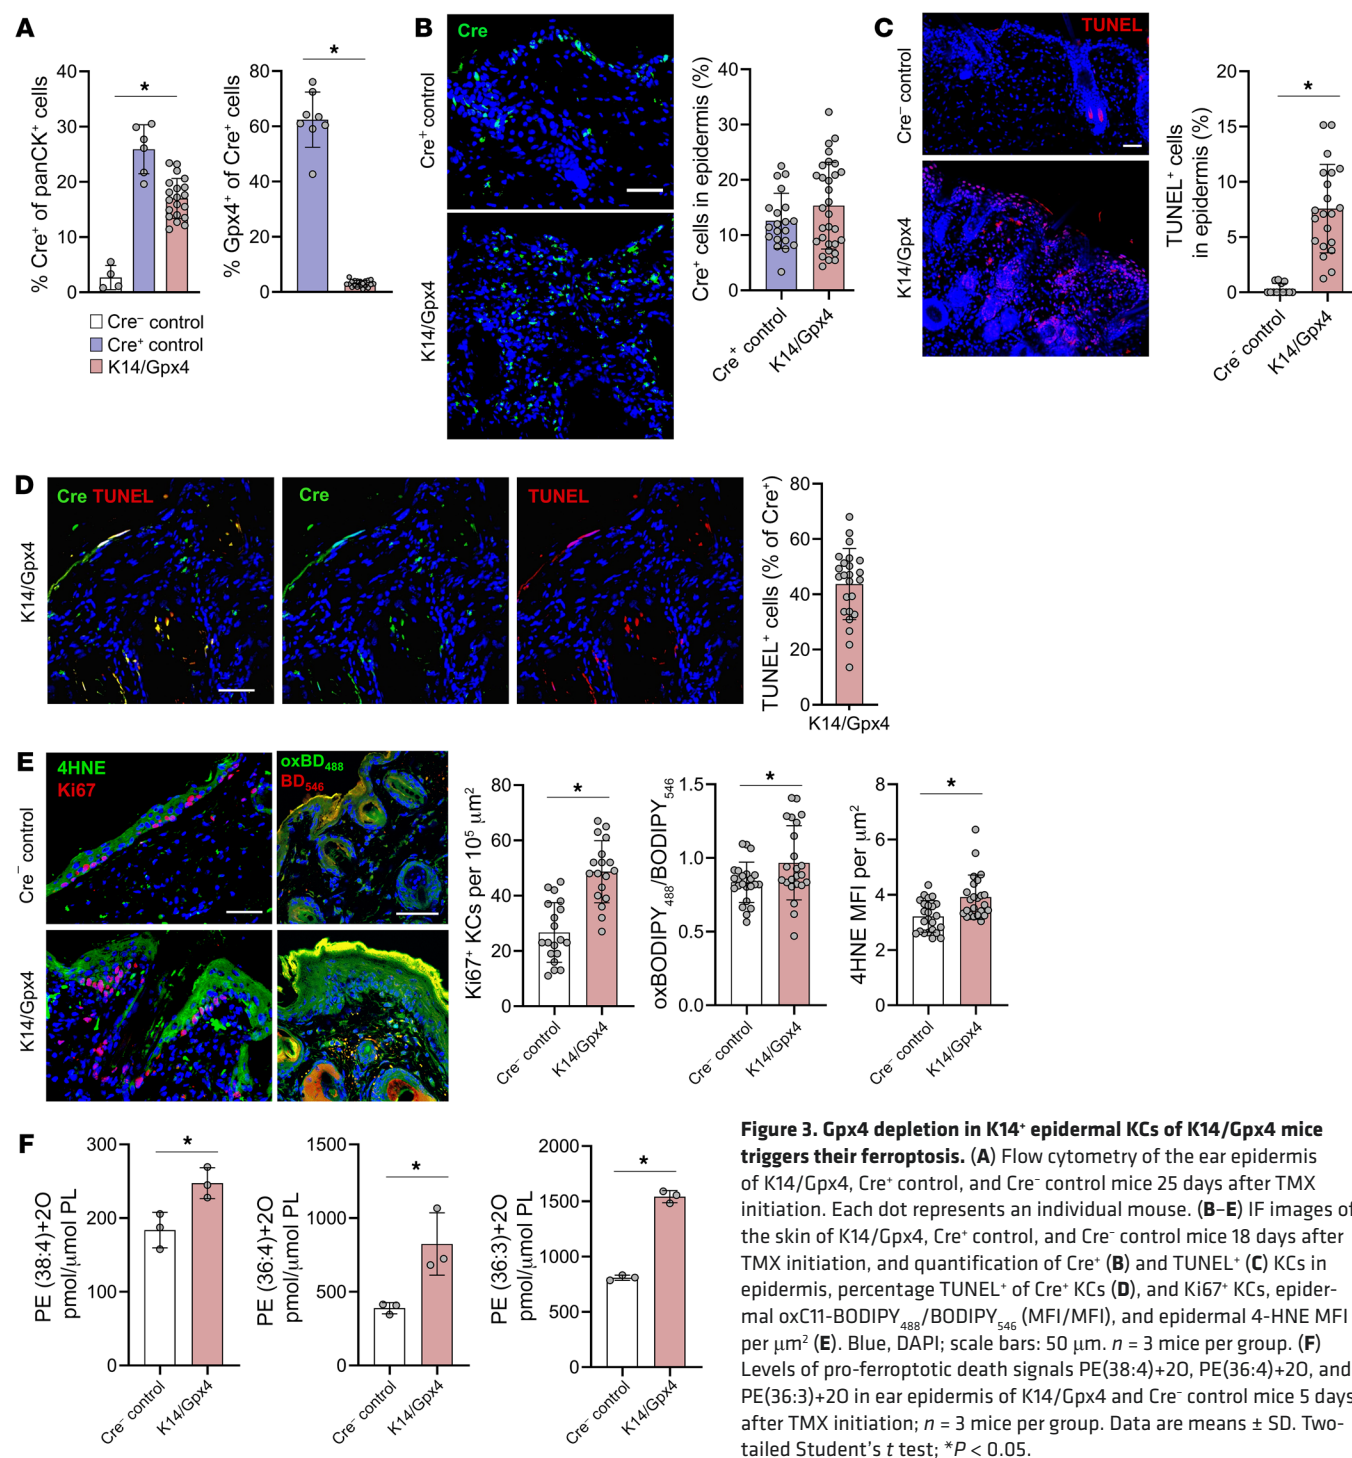 A
% Cre⁺ of panCK⁺ cells
40
30
20
10
0
*
% Gpx4⁺ of Cre⁺ cells
80
60
40
20
0
*
Cre⁻ control
Cre⁺ control
K14/Gpx4
B
Cre
Cre⁺ control
K14/Gpx4
Cre⁺ cells in epidermis (%)
40
30
20
10
0
Cre⁺ control
K14/Gpx4
C
TUNEL
Cre⁻ control
K14/Gpx4
TUNEL⁺ cells
in epidermis (%)
20
15
10
5
0
*
Cre⁻ control
K14/Gpx4
D
K14/Gpx4
Cre TUNEL
Cre
TUNEL
TUNEL⁺ cells (% of Cre⁺)
80
60
40
20
0
K14/Gpx4
E
4HNE
Ki67
oxBD₄₈₈
BD₅₄₆
Cre⁻ control
K14/Gpx4
Ki67⁺ KCs per 10⁵ µm²
80
60
40
20
0
*
Cre⁻ control
K14/Gpx4
oxBODIPY₄₈₈/BODIPY₅₄₆
1.5
1.0
0.5
0.0
*
Cre⁻ control
K14/Gpx4
4HNE MFI per µm²
8
6
4
2
0
*
Cre⁻ control
K14/Gpx4
F
PE (38:4)+2O
pmol/µmol PL
300
200
100
0
*
Cre⁻ control
K14/Gpx4
PE (36:4)+2O
pmol/µmol PL
1500
1000
500
0
*
Cre⁻ control
K14/Gpx4
PE (36:3)+2O
pmol/µmol PL
2000
1500
1000
500
0
*
Cre⁻ control
K14/Gpx4
Figure 3. Gpx4 depletion in K14⁺ epidermal KCs of K14/Gpx4 mice
triggers their ferroptosis. (A) Flow cytometry of the ear epidermis
of K14/Gpx4, Cre⁺ control, and Cre⁻ control mice 25 days after TMX
initiation. Each dot represents an individual mouse. (B–E) IF images of
the skin of K14/Gpx4, Cre⁺ control, and Cre⁻ control mice 18 days after
TMX initiation, and quantification of Cre⁺ (B) and TUNEL⁺ (C) KCs in
epidermis, percentage TUNEL⁺ of Cre⁺ KCs (D), and Ki67⁺ KCs, epider-
mal oxC11-BODIPY₄₈₈/BODIPY₅₄₆ (MFI/MFI), and epidermal 4-HNE MFI
per µm² (E). Blue, DAPI; scale bars: 50 µm. n = 3 mice per group. (F)
Levels of pro-ferroptotic death signals PE(38:4)+2O, PE(36:4)+2O, and
PE(36:3)+2O in ear epidermis of K14/Gpx4 and Cre⁻ control mice 5 days
after TMX initiation; n = 3 mice per group. Data are means ± SD. Two-
tailed Student's t test; *P < 0.05.